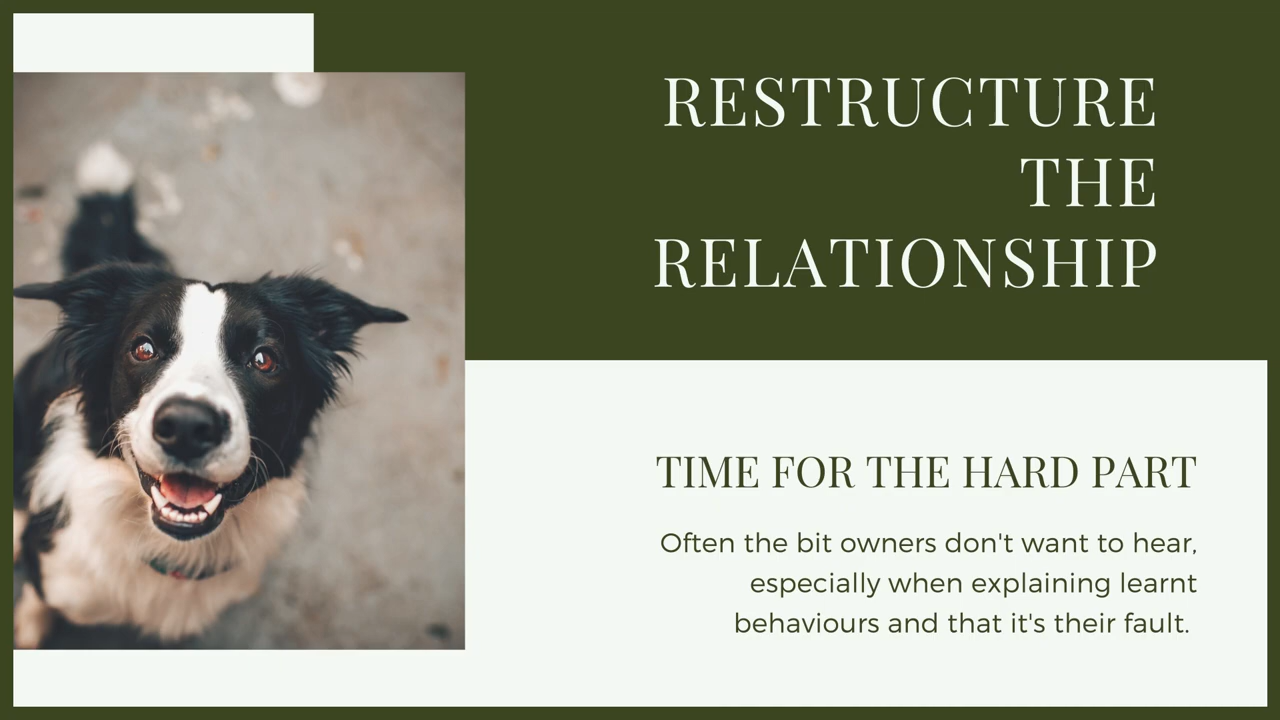 RESTRUCTURE
THE
RELATIONSHIP
TIME FOR THE HARD PART
Often the bit owners don't want to hear,
especially when explaining learnt
behaviours and that it's their fault.